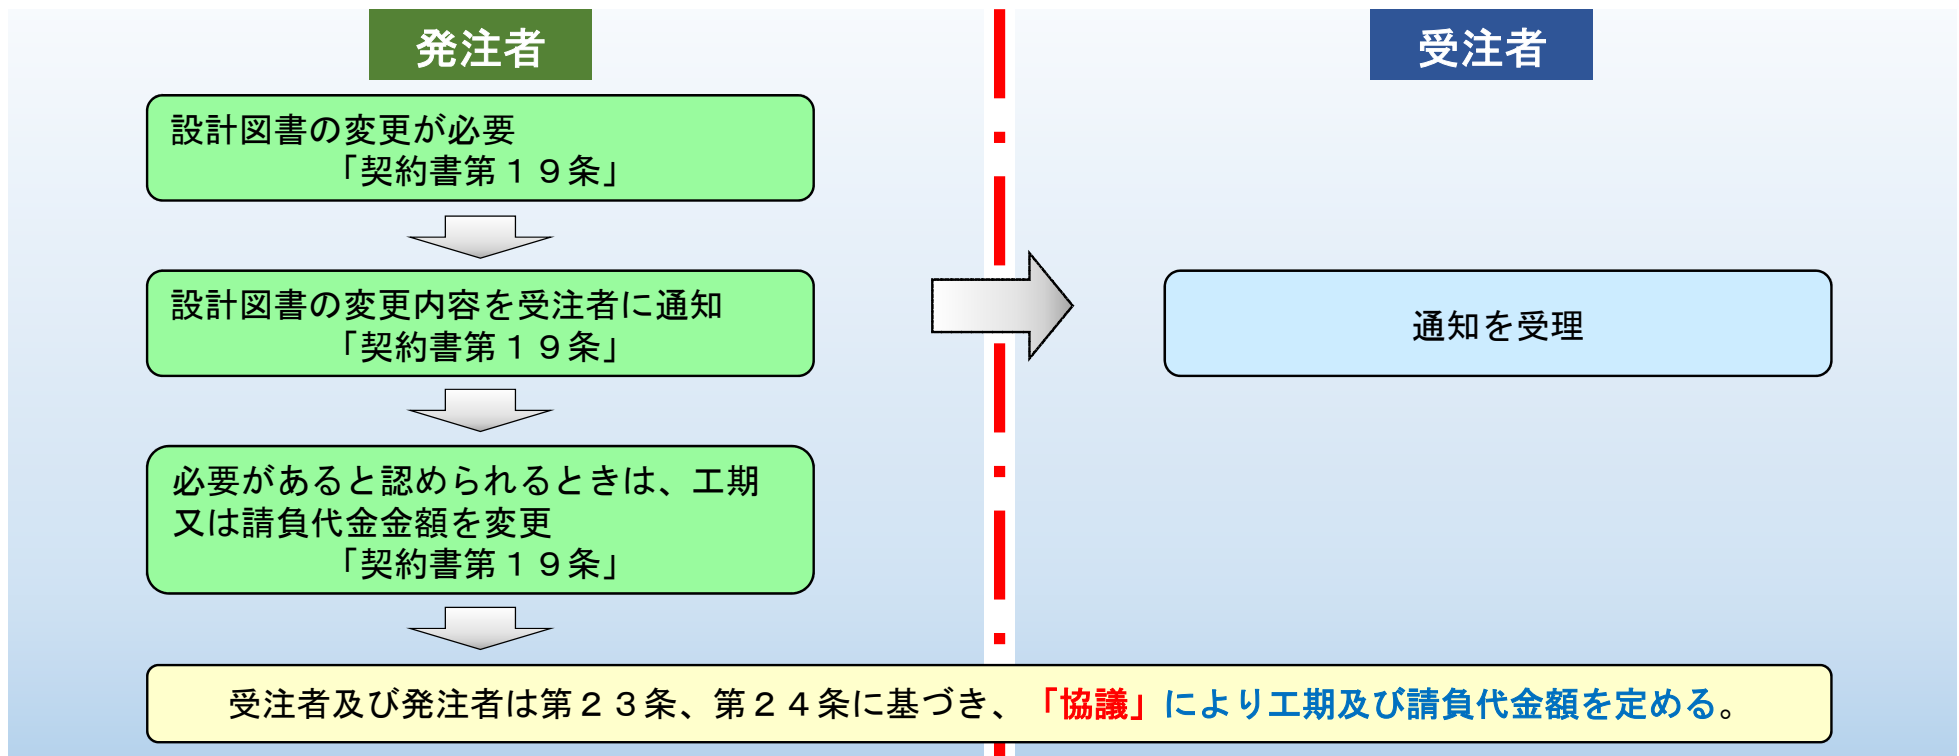 発注者
受注者
設計図書の変更が必要
「契約書第１９条」
設計図書の変更内容を受注者に通知
「契約書第１９条」
通知を受理
必要があると認められるときは、工期
又は請負代金金額を変更
「契約書第１９条」
受注者及び発注者は第２３条、第２４条に基づき、「協議」により工期及び請負代金額を定める。